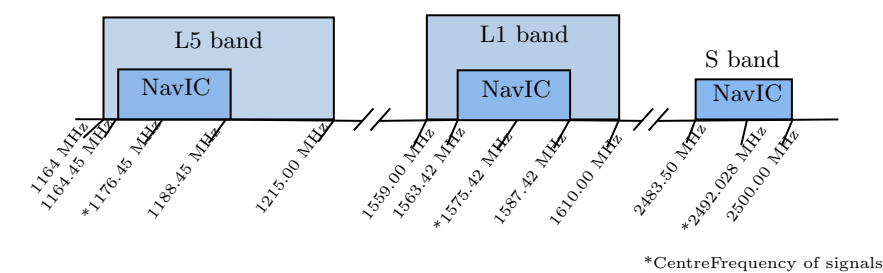 L5 band
L1 band
S band
NavIC
NavIC
NavIC
1164 MHz
1164.45 MHz
*1176.45 MHz
1188.45 MHz
1215.00 MHz
1559.00 MHz
1563.42 MHz
*1575.42 MHz
1587.42 MHz
1610.00 MHz
2483.50 MHz
*2492.028 MHz
2500.00 MHz
*CentreFrequency of signals